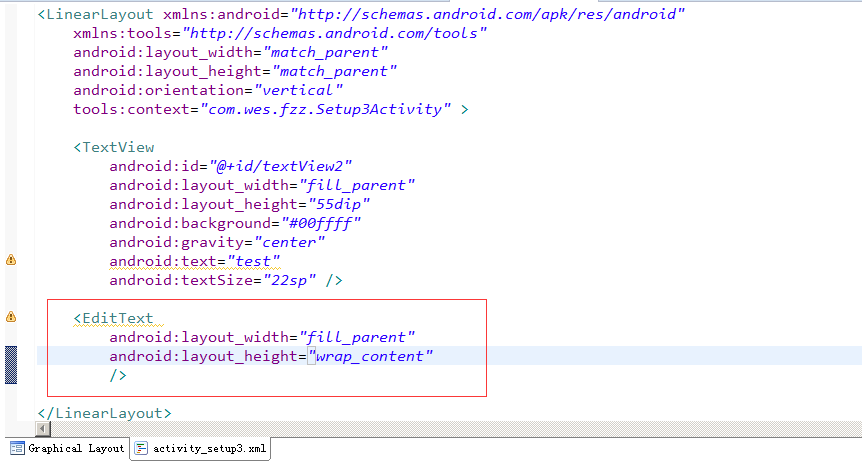 <LinearLayout xmlns:android="http://schemas.android.com/apk/res/android"
xmlns:tools="http://schemas.android.com/tools"
android:layout_width="match_parent"
android:layout_height="match_parent"
android:orientation="vertical"
tools:context="com.wes.fzz.Setup3Activity" >
<TextView
android:id="@+id/textView2"
android:layout_width="fill_parent"
android:layout_height="55dip"
android:background="#00ffff"
android:gravity="center"
android:text="test"
android:textSize="22sp" />
<EditText
android:layout_width="fill_parent"
android:layout_height="wrap_content"
/>
</LinearLayout>
Graphical Layout activity_setup3.xml